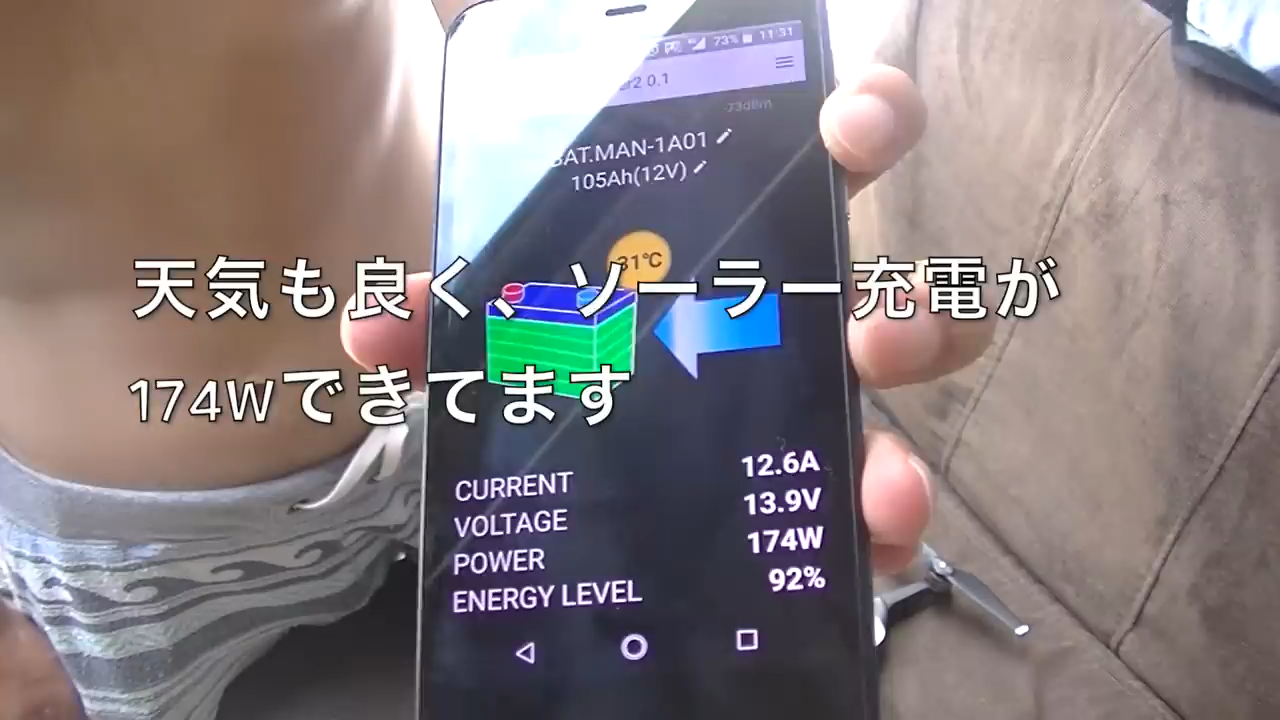 73% 11:31
er2 0.1
-73dBm
BAT.MAN-1A01
105Ah(12V)
31℃
天気も良く、ソーラー充電が
174Wできてます
CURRENT 12.6A
VOLTAGE 13.9V
POWER 174W
ENERGY LEVEL 92%